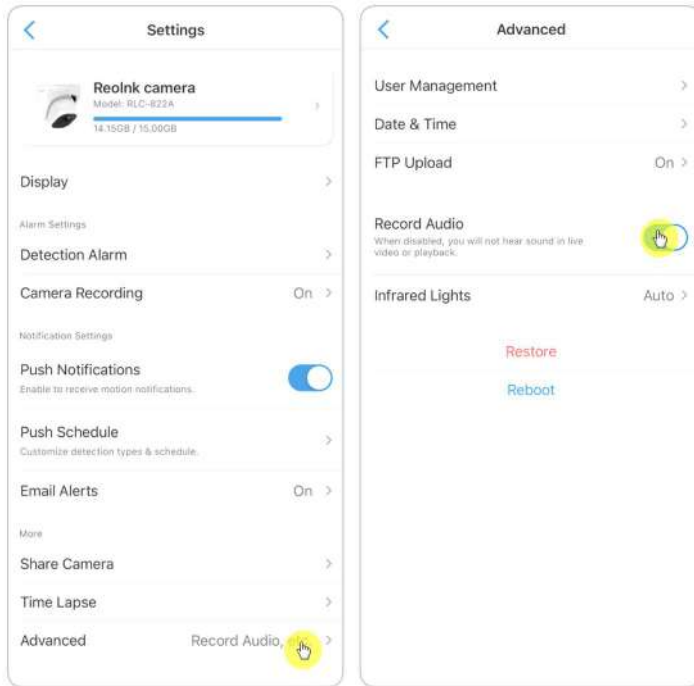 Settings
Reolnk camera
Model: RLC-822A
14.15GB / 15.00GB
Display
Alarm Settings
Detection Alarm
Camera Recording On
Notification Settings
Push Notifications
Enable to receive motion notifications.
Push Schedule
Customize detection types & schedule.
Email Alerts On
More
Share Camera
Time Lapse
Advanced Record Audio, etc
Advanced
User Management
Date & Time
FTP Upload On
Record Audio
When disabled, you will not hear sound in live
video or playback.
Infrared Lights Auto
Restore
Reboot